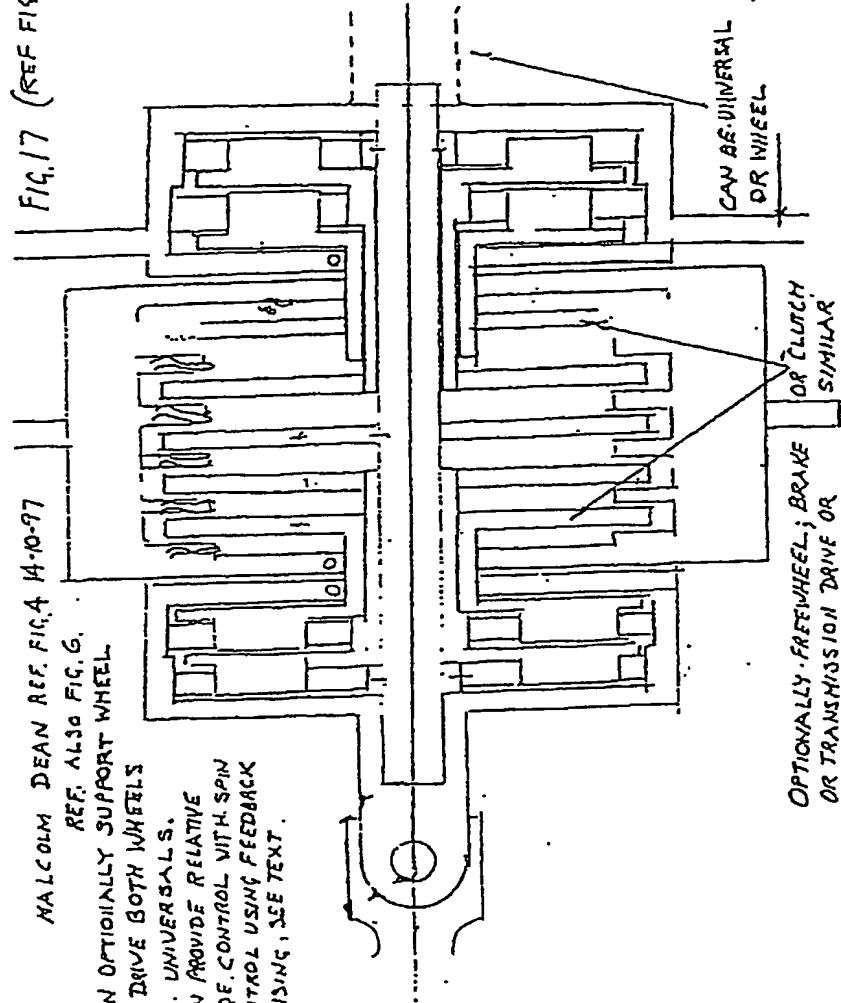 FIG.17 (REF FIG
MALCOLM DEAN REF. FIG.4 14-10-97
REF. ALSO FIG. 6.
N OPTIONALLY SUPPORT WHEEL
DRIVE BOTH WHEELS
. UNIVERSALS.
N PROVIDE RELATIVE
DE. CONTROL WITH SPIN
TROL USING FEEDBACK
ISING, SEE TEXT.
CAN BE UNIVERSAL
OR WHEEL
OPTIONALLY FREEWHEEL; BRAKE OR CLUTCH
OR TRANSMISSION DRIVE OR SIMILAR